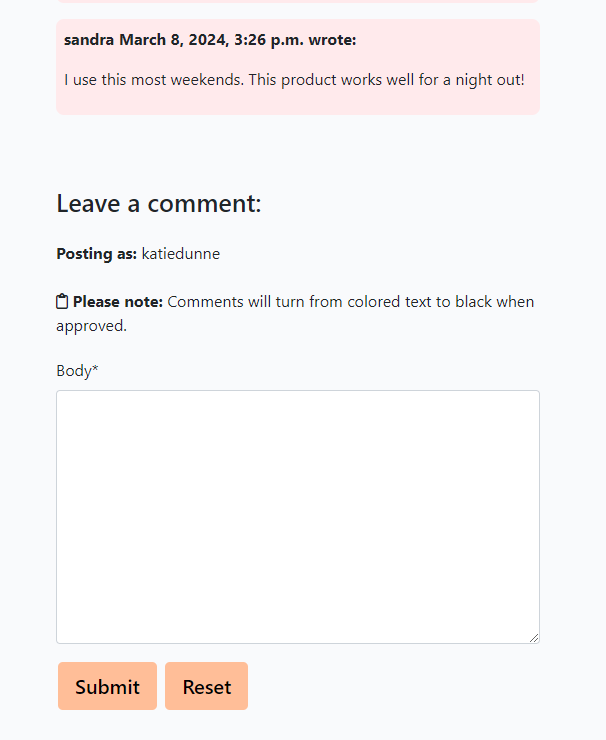 sandra March 8, 2024, 3:26 p.m. wrote:
I use this most weekends. This product works well for a night out!
Leave a comment:
Posting as: katiedunne
Please note: Comments will turn from colored text to black when
approved.
Body*
Submit Reset